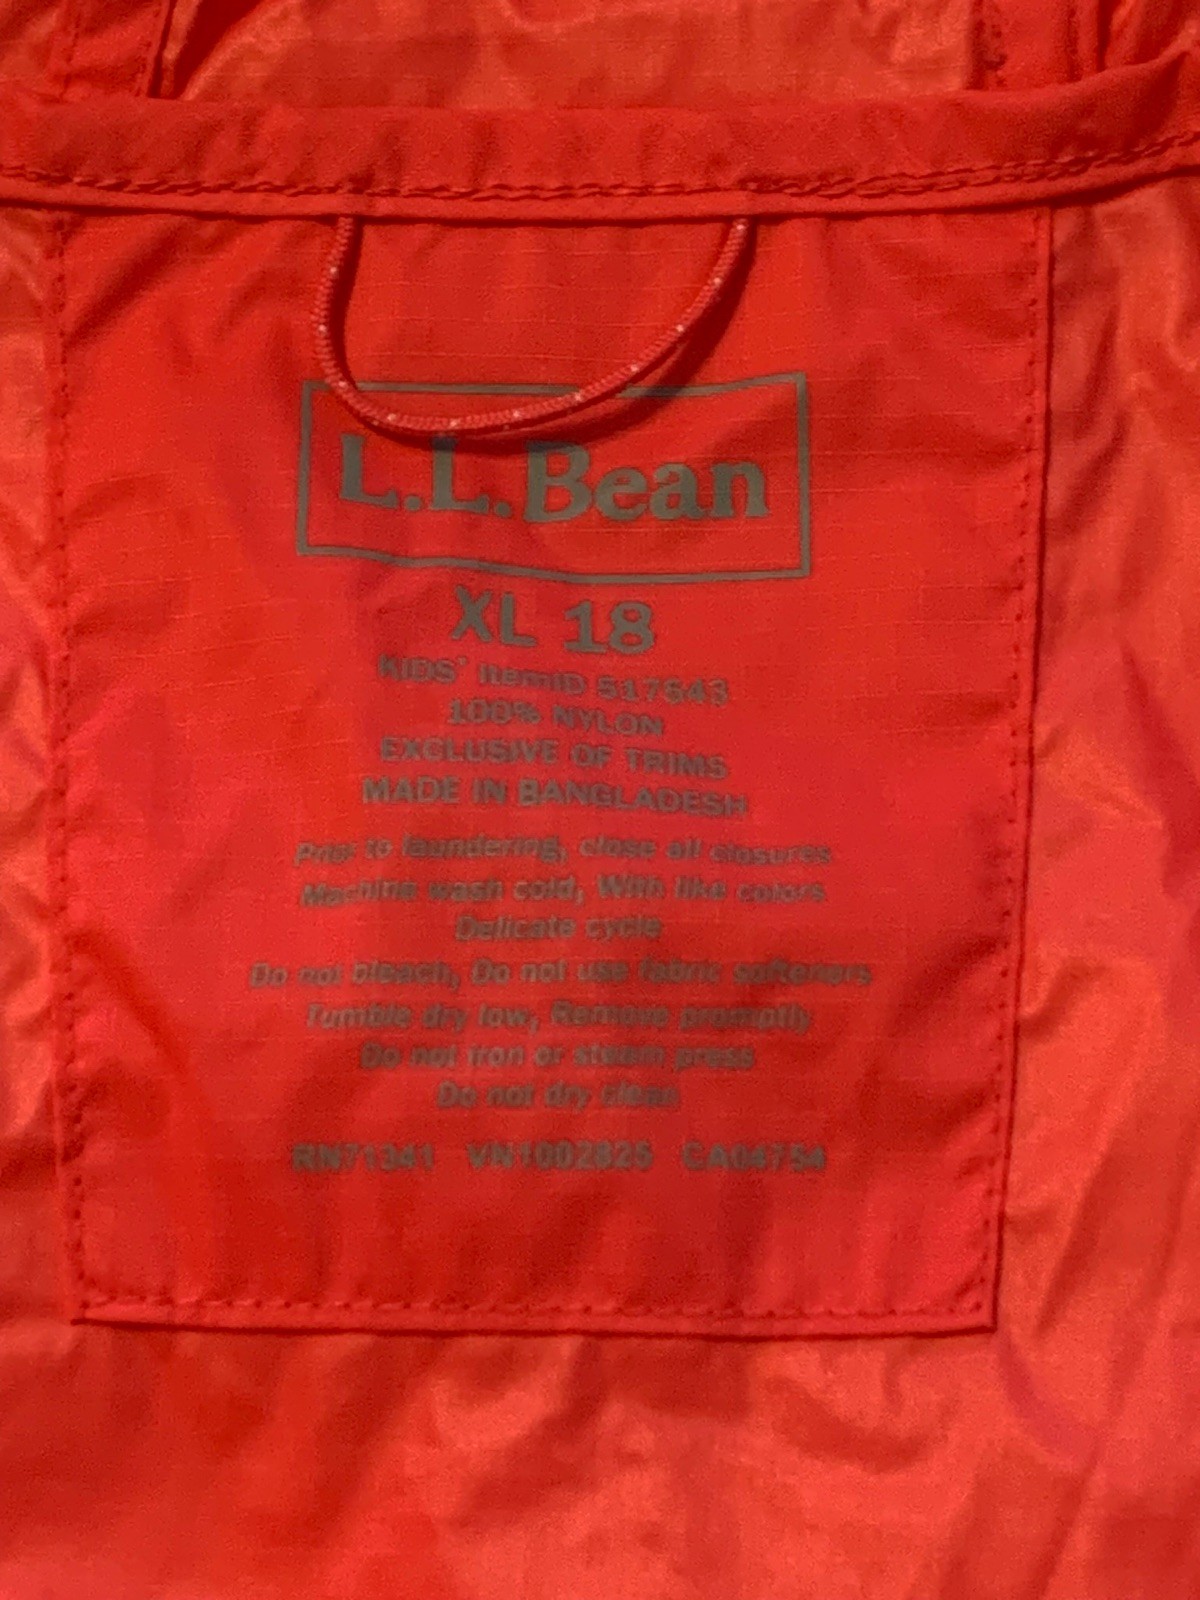 L.L.Bean
XL 18
KIDS' ItemID 517643
100% NYLON
EXCLUSIVE OF TRIMS
MADE IN BANGLADESH
Prior to laundering, close all closures
Machine wash cold, With like colors
Delicate cycle
Do not bleach, Do not use fabric softeners
Tumble dry low, Remove promptly
Do not iron or steam press
Do not dry clean
RN71341 VN1002825 CA04754